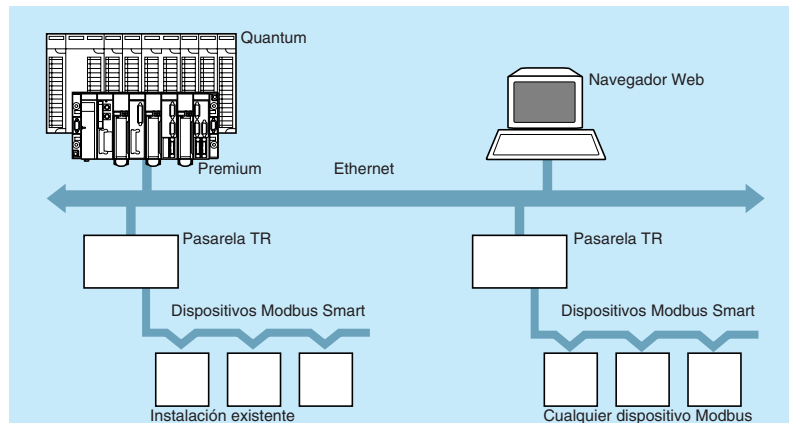 Quantum
Navegador Web
Premium
Ethernet
Pasarela TR
Pasarela TR
Dispositivos Modbus Smart
Dispositivos Modbus Smart
Instalación existente
Cualquier dispositivo Modbus